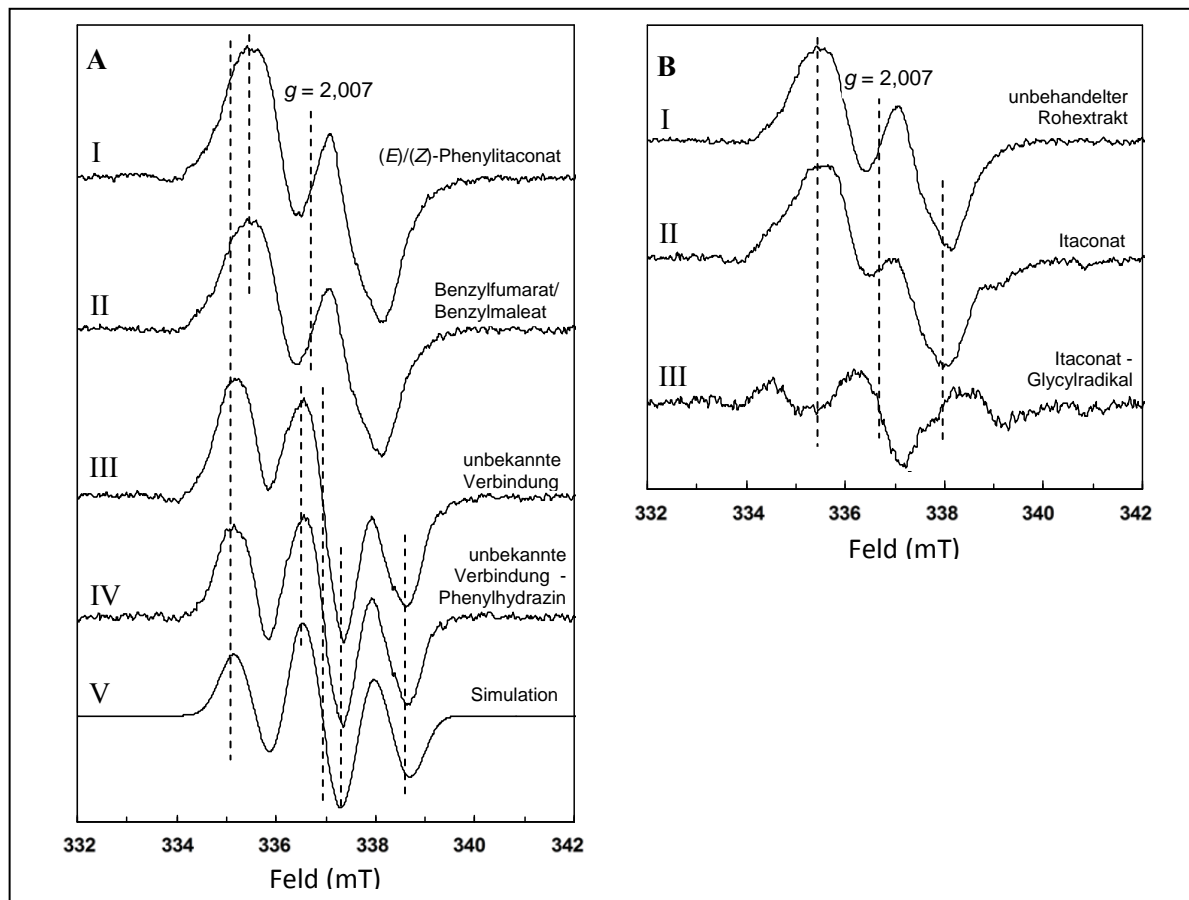 A
g = 2,007
I
(E)/(Z)-Phenylitaconat
II
Benzylfumarat/
Benzylmaleat
III
unbekannte
Verbindung
IV
unbekannte
Verbindung -
Phenylhydrazin
V
Simulation
332 334 336 338 340 342
Feld (mT)
B
g = 2,007
I
unbehandelter
Rohextrakt
II
Itaconat
III
Itaconat -
Glycylradikal
332 334 336 338 340 342
Feld (mT)